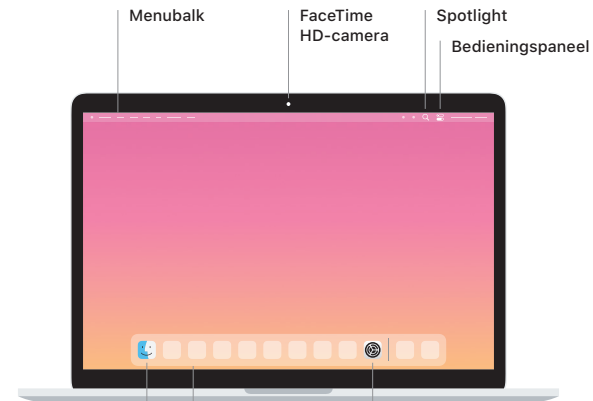 Menubalk
FaceTime
HD-camera
Spotlight
Bedieningspaneel